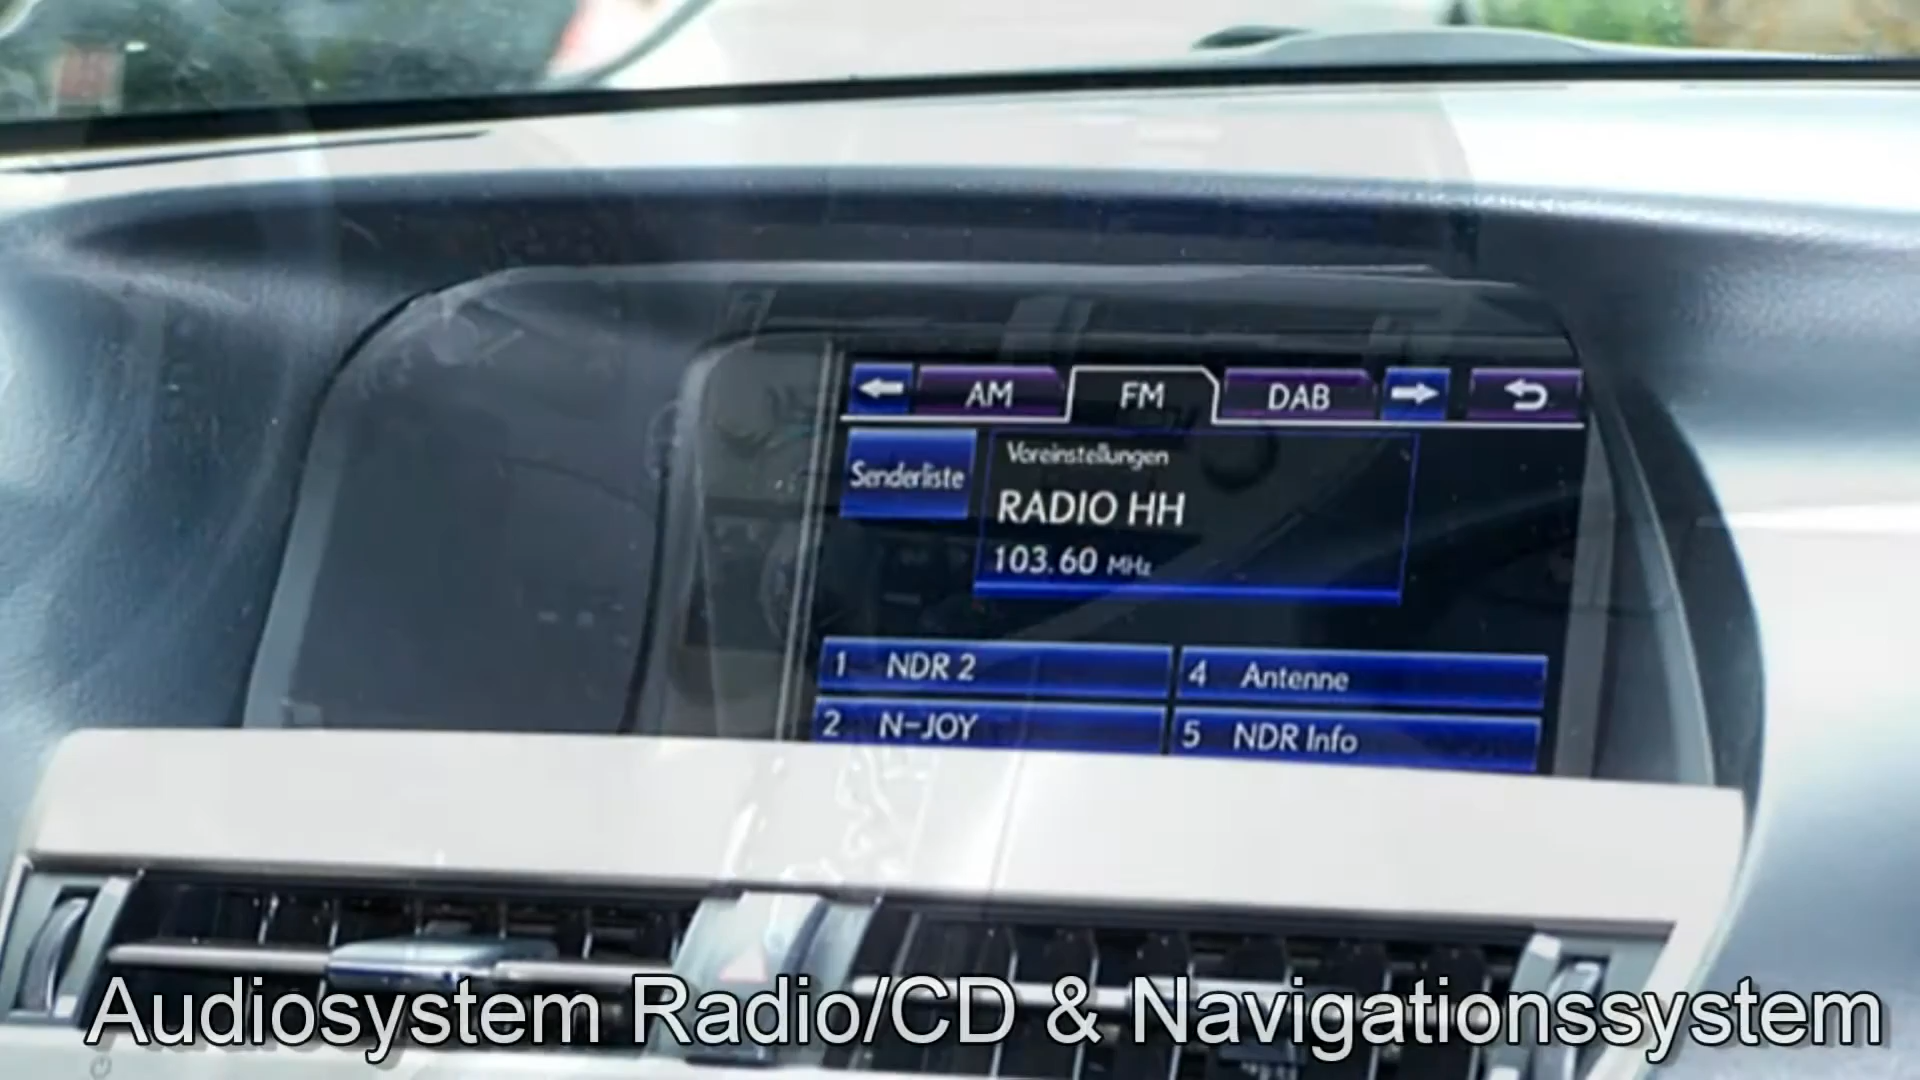 AM FM DAB
Senderliste
Voreinstellungen
RADIO HH
103.60 MHz
1 NDR 2
4 Antenne
2 N-JOY
5 NDR Info
Audiosystem Radio/CD & Navigationssystem